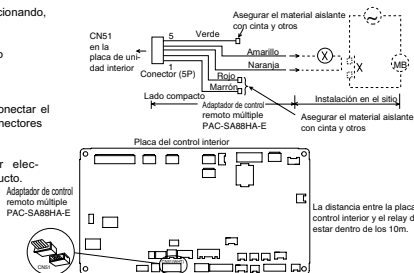 cionando,
o
onectar el
nectores
r elec-
ucto.
CN51
en la
placa de uni-
dad interior
5
1
Conector (5P)
Verde
Amarillo
Naranja
Rojo
Marrón
Asegurar el material aislante
con cinta y otros
X
X
MB
Lado compacto
Instalación en el sitio
Adaptador de control
remoto múltiple
PAC-SA88HA-E
Asegurar el material aislante
con cinta y otros
Placa del control interior
Adaptador de control
remoto múltiple
PAC-SA88HA-E
CN51
La distancia entre la placa
control interior y el relay d
estar dentro de los 10m.